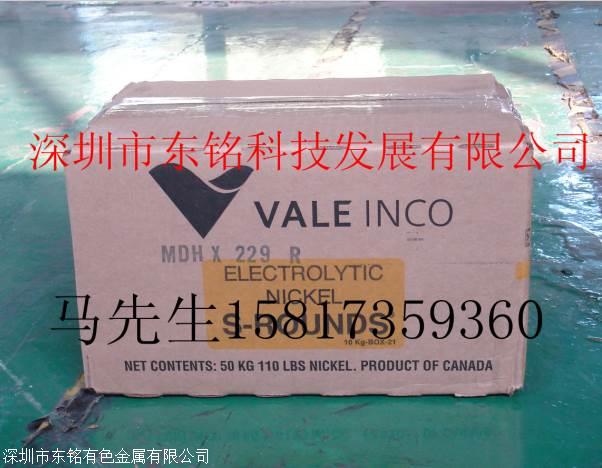 深圳市东铭科技发展有限公司
VALE INCO
MDH X 229 R
ELECTROLYTIC
NICKEL
S-ROUNDS
马先生15817359360
10 Kg-BOX-21
NET CONTENTS: 50 KG 110 LBS NICKEL. PRODUCT OF CANADA
深圳市东铭有色金属有限公司